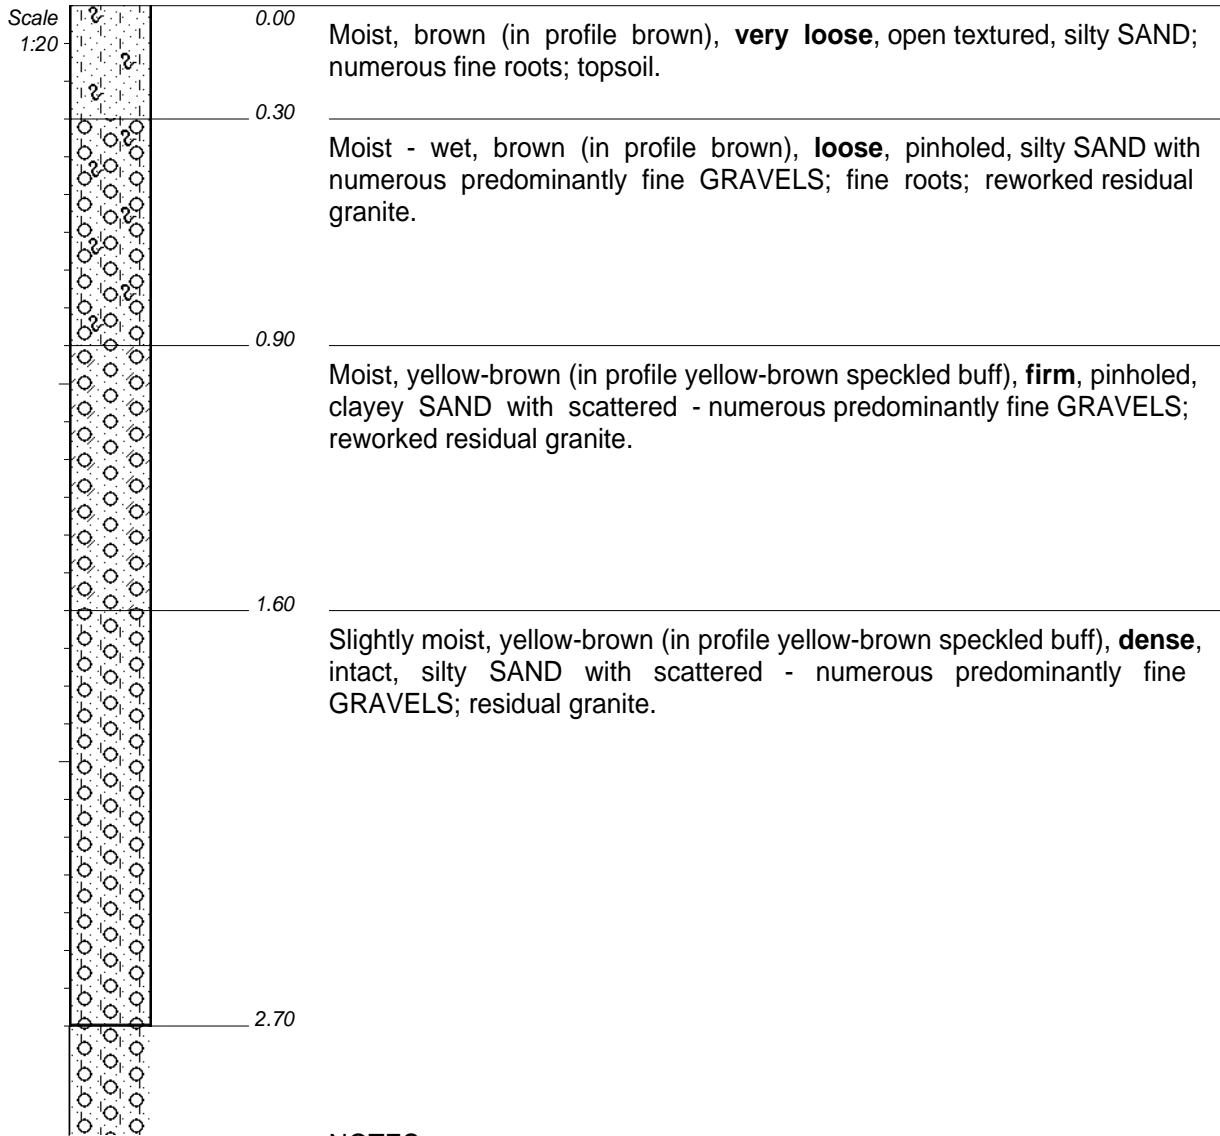 Scale
1:20
0.00
Moist, brown (in profile brown), very loose, open textured, silty SAND;
numerous fine roots; topsoil.
0.30
Moist - wet, brown (in profile brown), loose, pinholed, silty SAND with
numerous predominantly fine GRAVELS; fine roots; reworked residual
granite.
0.90
Moist, yellow-brown (in profile yellow-brown speckled buff), firm, pinholed,
clayey SAND with scattered - numerous predominantly fine GRAVELS;
reworked residual granite.
1.60
Slightly moist, yellow-brown (in profile yellow-brown speckled buff), dense,
intact, silty SAND with scattered - numerous predominantly fine
GRAVELS; residual granite.
2.70
NOTES